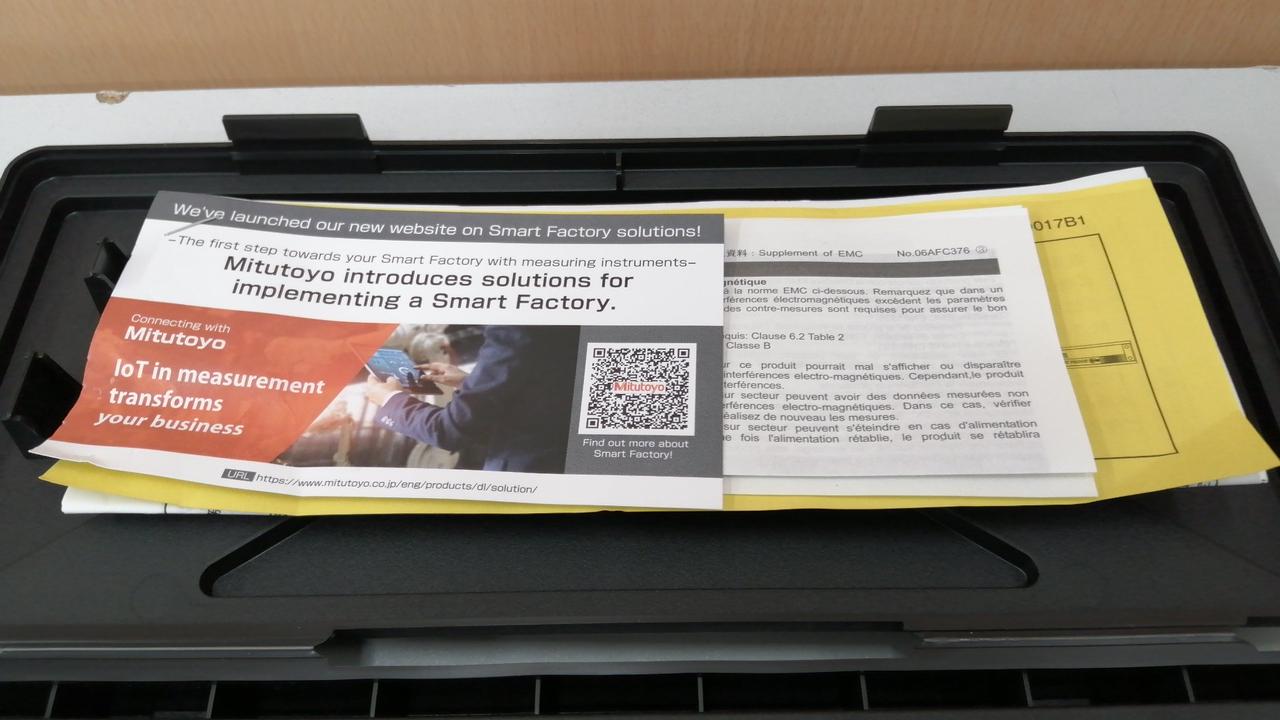 We've launched our new website on Smart Factory solutions!
–The first step towards your Smart Factory with measuring instruments–
Mitutoyo introduces solutions for
implementing a Smart Factory.
Connecting with
Mitutoyo
IoT in measurement
transforms
your business
Mitutoyo
Find out more about
Smart Factory!
URL https://www.mitutoyo.co.jp/eng/products/dl/solution/
資料 : Supplement of EMC No.06AFC376 ③
gnétique
à la norme EMC ci-dessous. Remarquez que dans un
rférences électromagnétiques excèdent les paramètres
des contre-mesures sont requises pour assurer le bon
quis: Clause 6.2 Table 2
Classe B
ur ce produit pourrait mal s'afficher ou disparaître
interférences electro-magnétiques. Cependant,le produit
terférences.
ur secteur peuvent avoir des données mesurées non
erférences electro-magnétiques. Dans ce cas, vérifier
éalisez de nouveau les mesures.
sur secteur peuvent s'éteindre en cas d'alimentation
e fois l'alimentation rétablie, le produit se rétablira
017B1